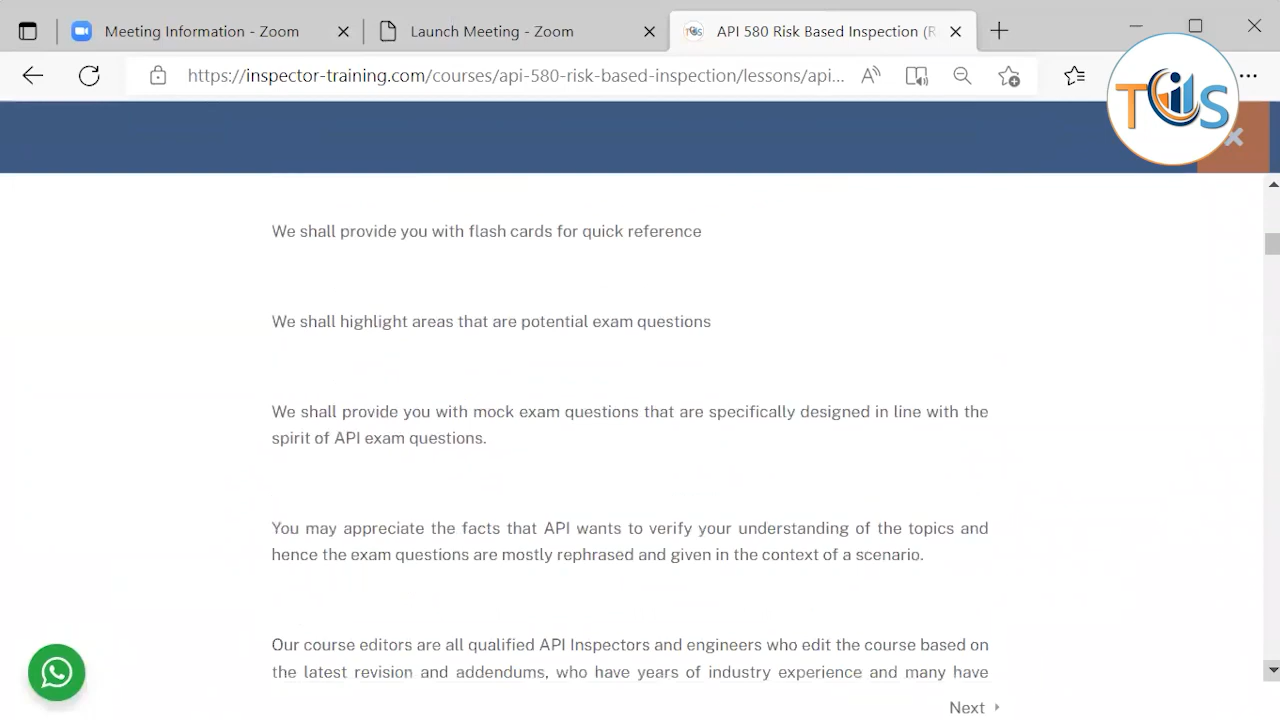 Meeting Information - Zoom
Launch Meeting - Zoom
API 580 Risk Based Inspection (R
https://inspector-training.com/courses/api-580-risk-based-inspection/lessons/api...
TIS
We shall provide you with flash cards for quick reference
We shall highlight areas that are potential exam questions
We shall provide you with mock exam questions that are specifically designed in line with the
spirit of API exam questions.
You may appreciate the facts that API wants to verify your understanding of the topics and
hence the exam questions are mostly rephrased and given in the context of a scenario.
Our course editors are all qualified API Inspectors and engineers who edit the course based on
the latest revision and addendums, who have years of industry experience and many have
Next